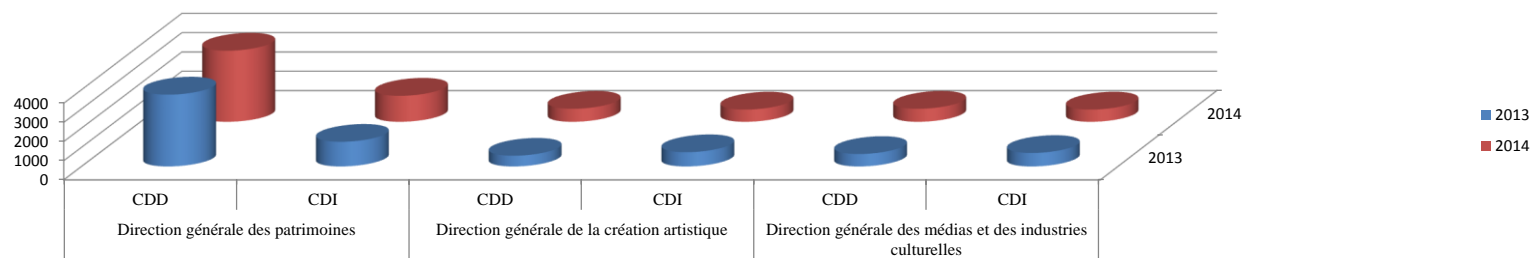 4000
3000
2000
1000
0
2014
2013
2013
2014
CDD
CDI
CDD
CDI
CDD
CDI
Direction générale des patrimoines
Direction générale de la création artistique
Direction générale des médias et des industries
culturelles